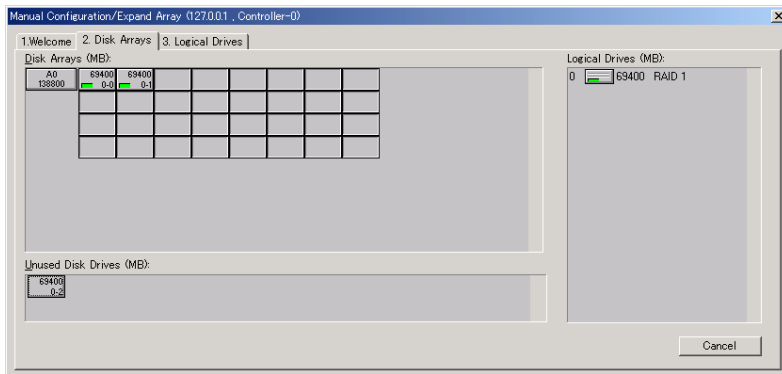 Manual Configuration/Expand Array (127.0.0.1 , Controller-0)
1.Welcome
2. Disk Arrays
3. Logical Drives
Disk Arrays (MB):
A0
138800
69400
0-0
69400
0-1
Unused Disk Drives (MB):
69400
0-2
Logical Drives (MB):
0 69400 RAID 1
Cancel